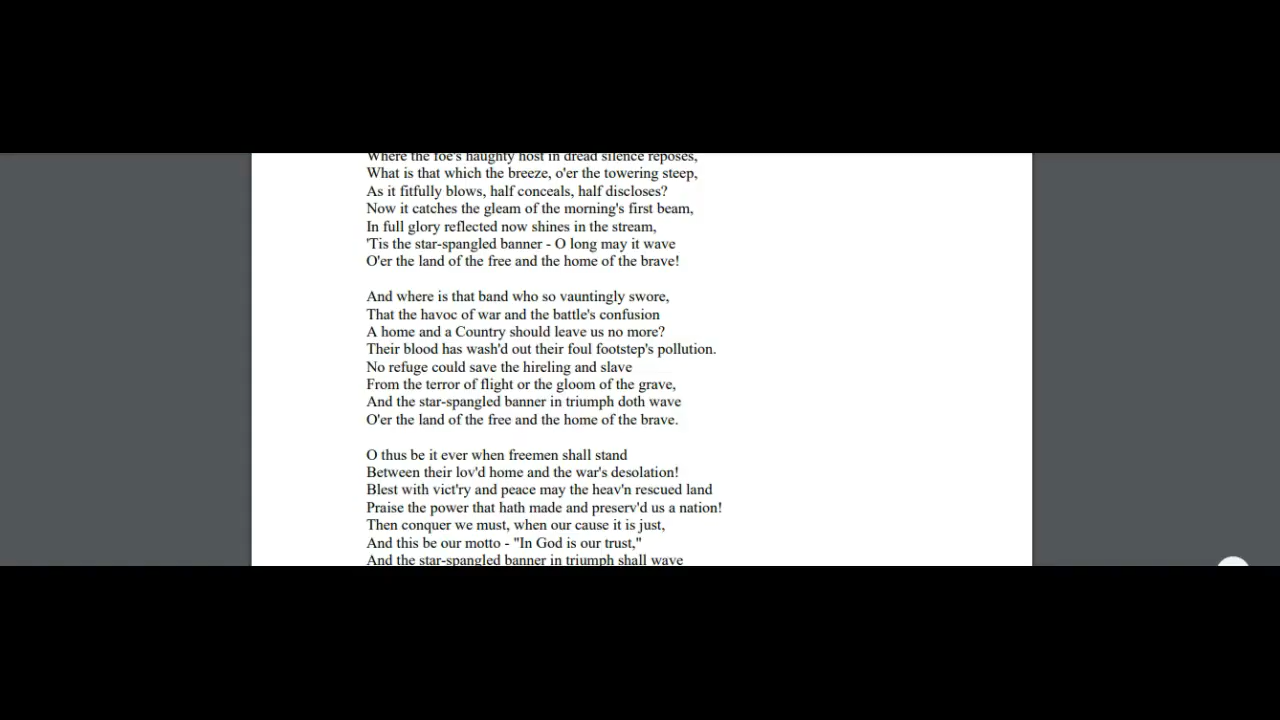 Where the foe's haughty host in dread silence reposes,
What is that which the breeze, o'er the towering steep,
As it fitfully blows, half conceals, half discloses?
Now it catches the gleam of the morning's first beam,
In full glory reflected now shines in the stream,
'Tis the star-spangled banner - O long may it wave
O'er the land of the free and the home of the brave!
And where is that band who so vauntingly swore,
That the havoc of war and the battle's confusion
A home and a Country should leave us no more?
Their blood has wash'd out their foul footstep's pollution.
No refuge could save the hireling and slave
From the terror of flight or the gloom of the grave,
And the star-spangled banner in triumph doth wave
O'er the land of the free and the home of the brave.
O thus be it ever when freemen shall stand
Between their lov'd home and the war's desolation!
Blest with vict'ry and peace may the heav'n rescued land
Praise the power that hath made and preserv'd us a nation!
Then conquer we must, when our cause it is just,
And this be our motto - "In God is our trust,"
And the star-spangled banner in triumph shall wave